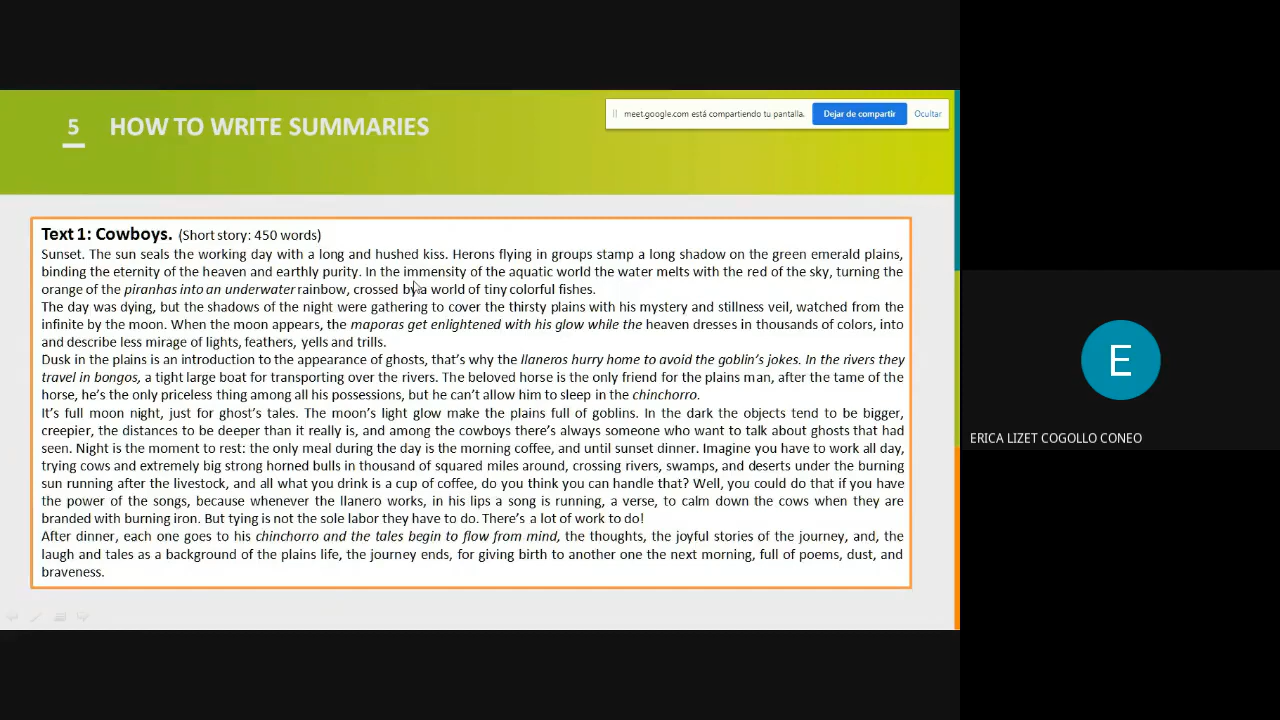 5 HOW TO WRITE SUMMARIES
meet.google.com está compartiendo tu pantalla. Dejar de compartir Ocultar
Text 1: Cowboys. (Short story: 450 words)
Sunset. The sun seals the working day with a long and hushed kiss. Herons flying in groups stamp a long shadow on the green emerald plains,
binding the eternity of the heaven and earthly purity. In the immensity of the aquatic world the water melts with the red of the sky, turning the
orange of the piranhas into an underwater rainbow, crossed by a world of tiny colorful fishes.
The day was dying, but the shadows of the night were gathering to cover the thirsty plains with his mystery and stillness veil, watched from the
infinite by the moon. When the moon appears, the maporas get enlightened with his glow while the heaven dresses in thousands of colors, into
and describe less mirage of lights, feathers, yells and trills.
Dusk in the plains is an introduction to the appearance of ghosts, that's why the llaneros hurry home to avoid the goblin's jokes. In the rivers they
travel in bongos, a tight large boat for transporting over the rivers. The beloved horse is the only friend for the plains man, after the tame of the
horse, he's the only priceless thing among all his possessions, but he can't allow him to sleep in the chinchorro.
It's full moon night, just for ghost's tales. The moon's light glow make the plains full of goblins. In the dark the objects tend to be bigger,
creepier, the distances to be deeper than it really is, and among the cowboys there's always someone who want to talk about ghosts that had
seen. Night is the moment to rest: the only meal during the day is the morning coffee, and until sunset dinner. Imagine you have to work all day,
trying cows and extremely big strong horned bulls in thousand of squared miles around, crossing rivers, swamps, and deserts under the burning
sun running after the livestock, and all what you drink is a cup of coffee, do you think you can handle that? Well, you could do that if you have
the power of the songs, because whenever the llanero works, in his lips a song is running, a verse, to calm down the cows when they are
branded with burning iron. But tying is not the sole labor they have to do. There's a lot of work to do!
After dinner, each one goes to his chinchorro and the tales begin to flow from mind, the thoughts, the joyful stories of the journey, and, the
laugh and tales as a background of the plains life, the journey ends, for giving birth to another one the next morning, full of poems, dust, and
braveness.
E
ERICA LIZET COGOLLO CONEO